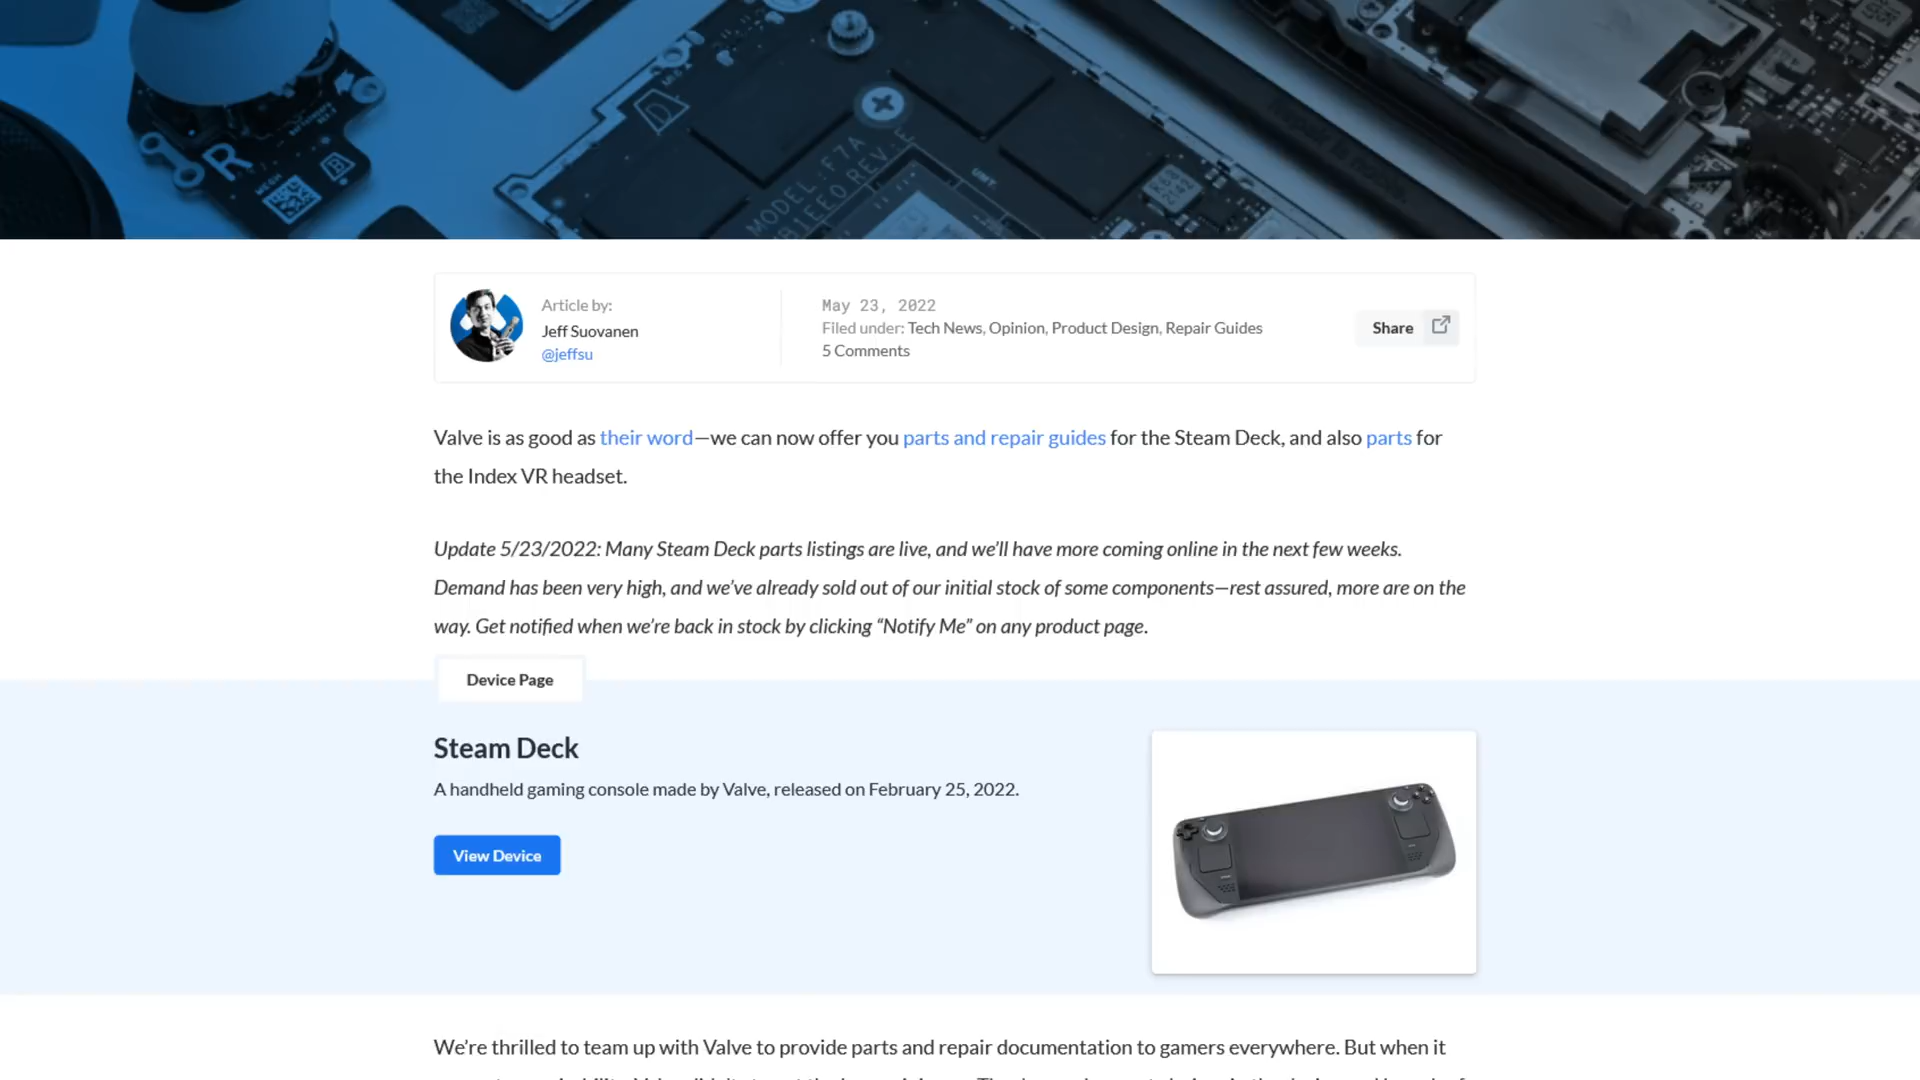 MODEL: F7A
UMT
R
Article by:
Jeff Suovanen
@jeffsu
May 23, 2022
Filed under: Tech News, Opinion, Product Design, Repair Guides
5 Comments
Share
Valve is as good as their word—we can now offer you parts and repair guides for the Steam Deck, and also parts for
the Index VR headset.
Update 5/23/2022: Many Steam Deck parts listings are live, and we’ll have more coming online in the next few weeks.
Demand has been very high, and we’ve already sold out of our initial stock of some components—rest assured, more are on the
way. Get notified when we’re back in stock by clicking “Notify Me” on any product page.
Device Page
Steam Deck
A handheld gaming console made by Valve, released on February 25, 2022.
View Device
We’re thrilled to team up with Valve to provide parts and repair documentation to gamers everywhere. But when it